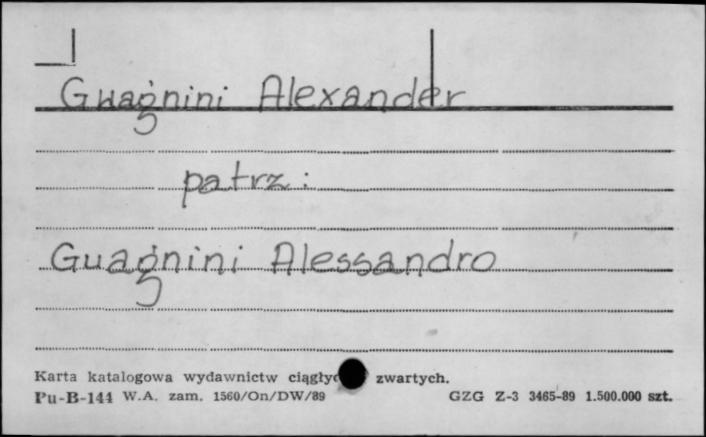 Guagnini Alexander
patrz:
Guagnini Alessandro
Karta katalogowa wydawnictw zwartych.
Pu-B-144 W.A. zam. 1560/On/DW/89 GZG Z-3 3465-89 1.500.000 szt.